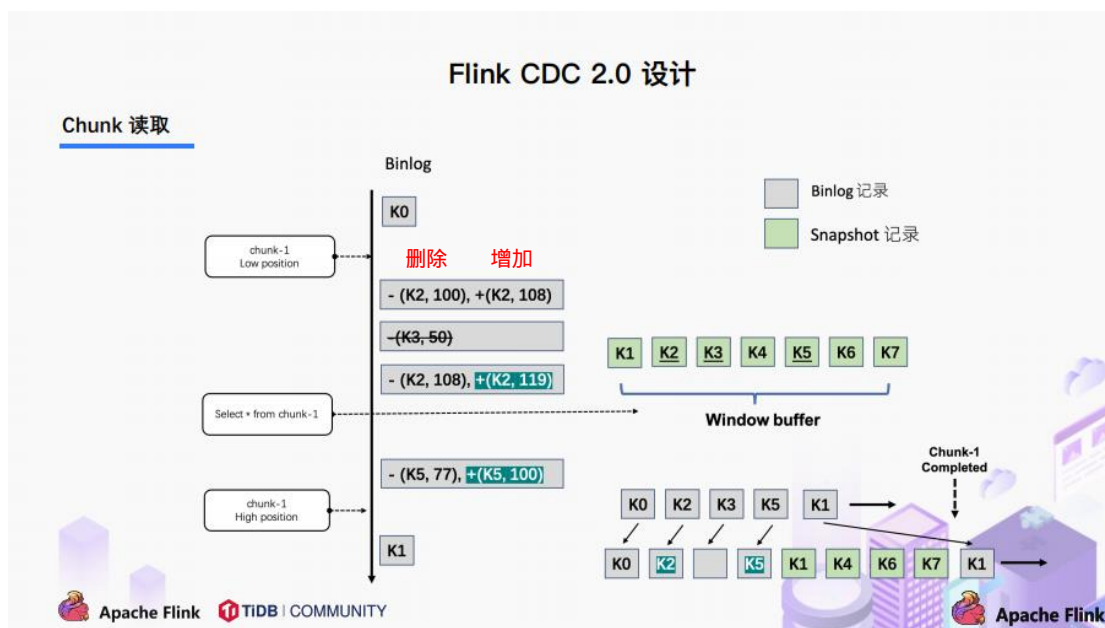 Flink CDC 2.0 设计
Chunk 读取
Binlog
K0
chunk-1
Low position
删除 增加
- (K2, 100), +(K2, 108)
-(K3, 50)
- (K2, 108), +(K2, 119)
Select * from chunk-1
- (K5, 77), +(K5, 100)
chunk-1
High position
K1
Binlog 记录
Snapshot 记录
K1 K2 K3 K4 K5 K6 K7
Window buffer
Chunk-1
Completed
K0 K2 K3 K5 K1
K0 K2 K5 K1 K4 K6 K7 K1
Apache Flink
TiDB | COMMUNITY
Apache Flink